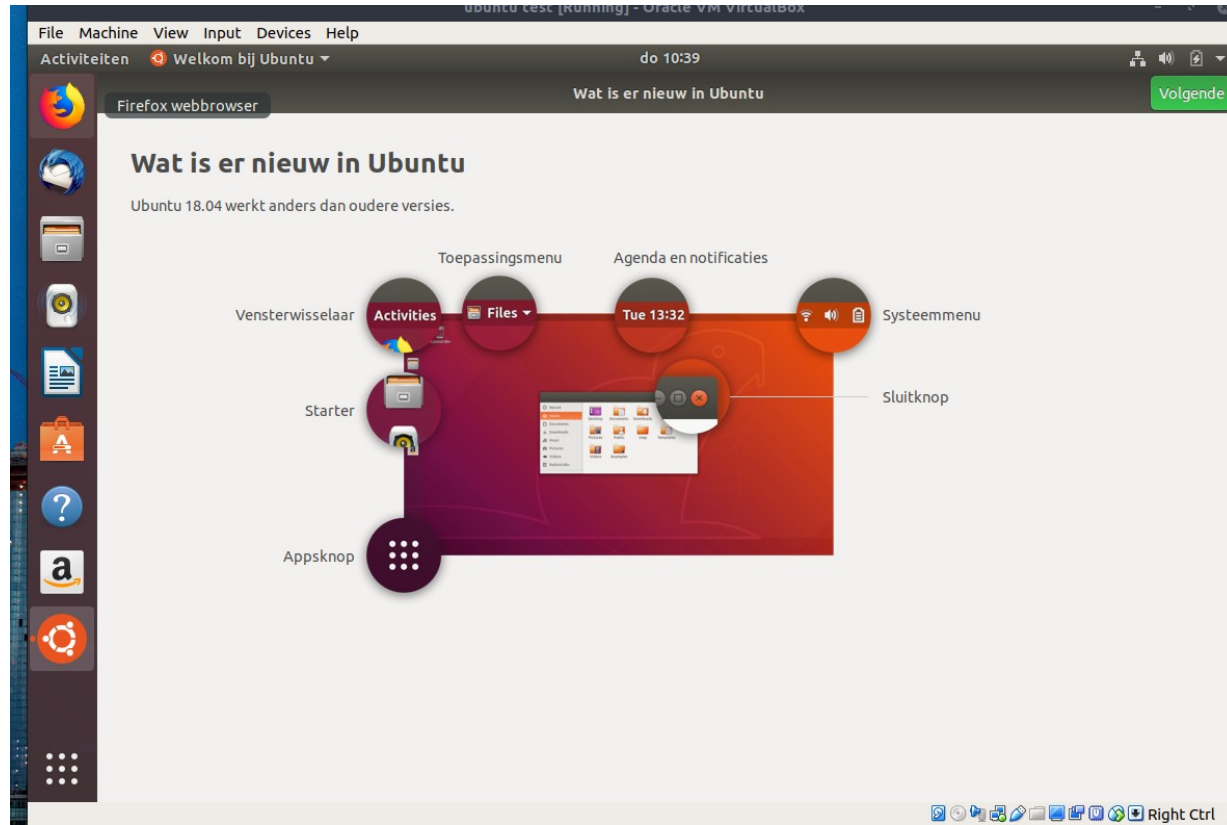 ubuntu test [Running] - Oracle VM VirtualBox
File Machine View Input Devices Help
Activiteiten Welkom bij Ubuntu do 10:39
Firefox webbrowser
Wat is er nieuw in Ubuntu
Volgende
Wat is er nieuw in Ubuntu
Ubuntu 18.04 werkt anders dan oudere versies.
Toepassingsmenu Agenda en notificaties
Vensterwisselaar Activities Files Tue 13:32 Systeemmenu
Starter Sluitknop
Appsknop
Right Ctrl